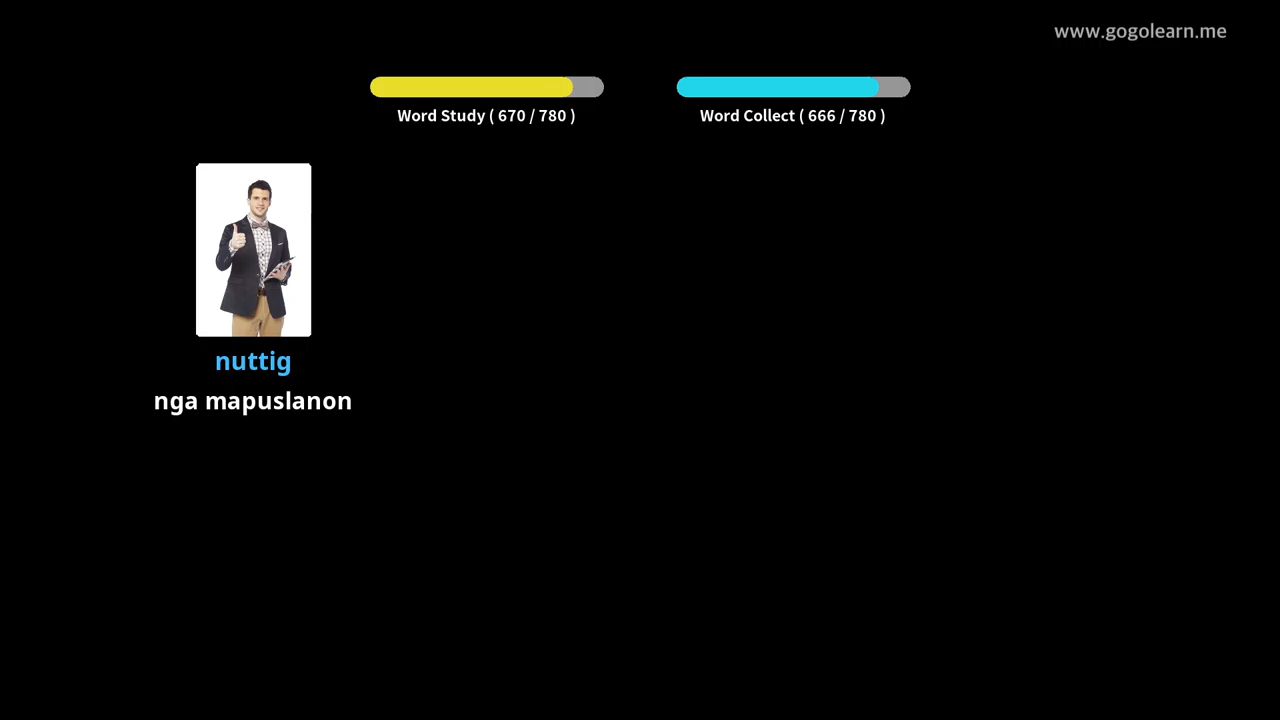 www.gogolearn.me
Word Study ( 670 / 780 )
Word Collect ( 666 / 780 )
nuttig
nga mapuslanon